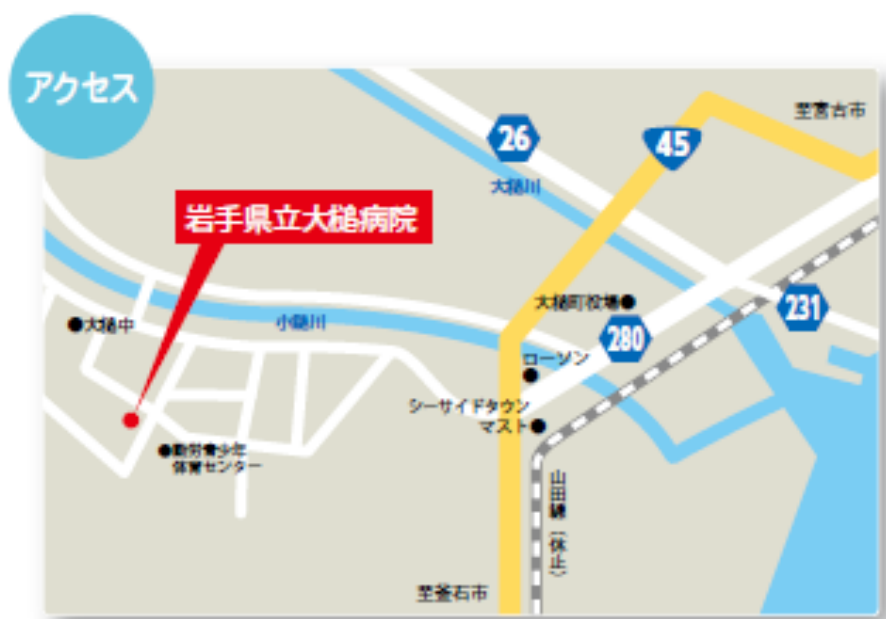 アクセス
至宮古市
26
45
大槌川
岩手県立大槌病院
大槌町役場
231
大槌中
小鎚川
280
ローソン
シーサイドタウン
マスト
勤労青少年
体育センター
山田線(休止)
至釜石市